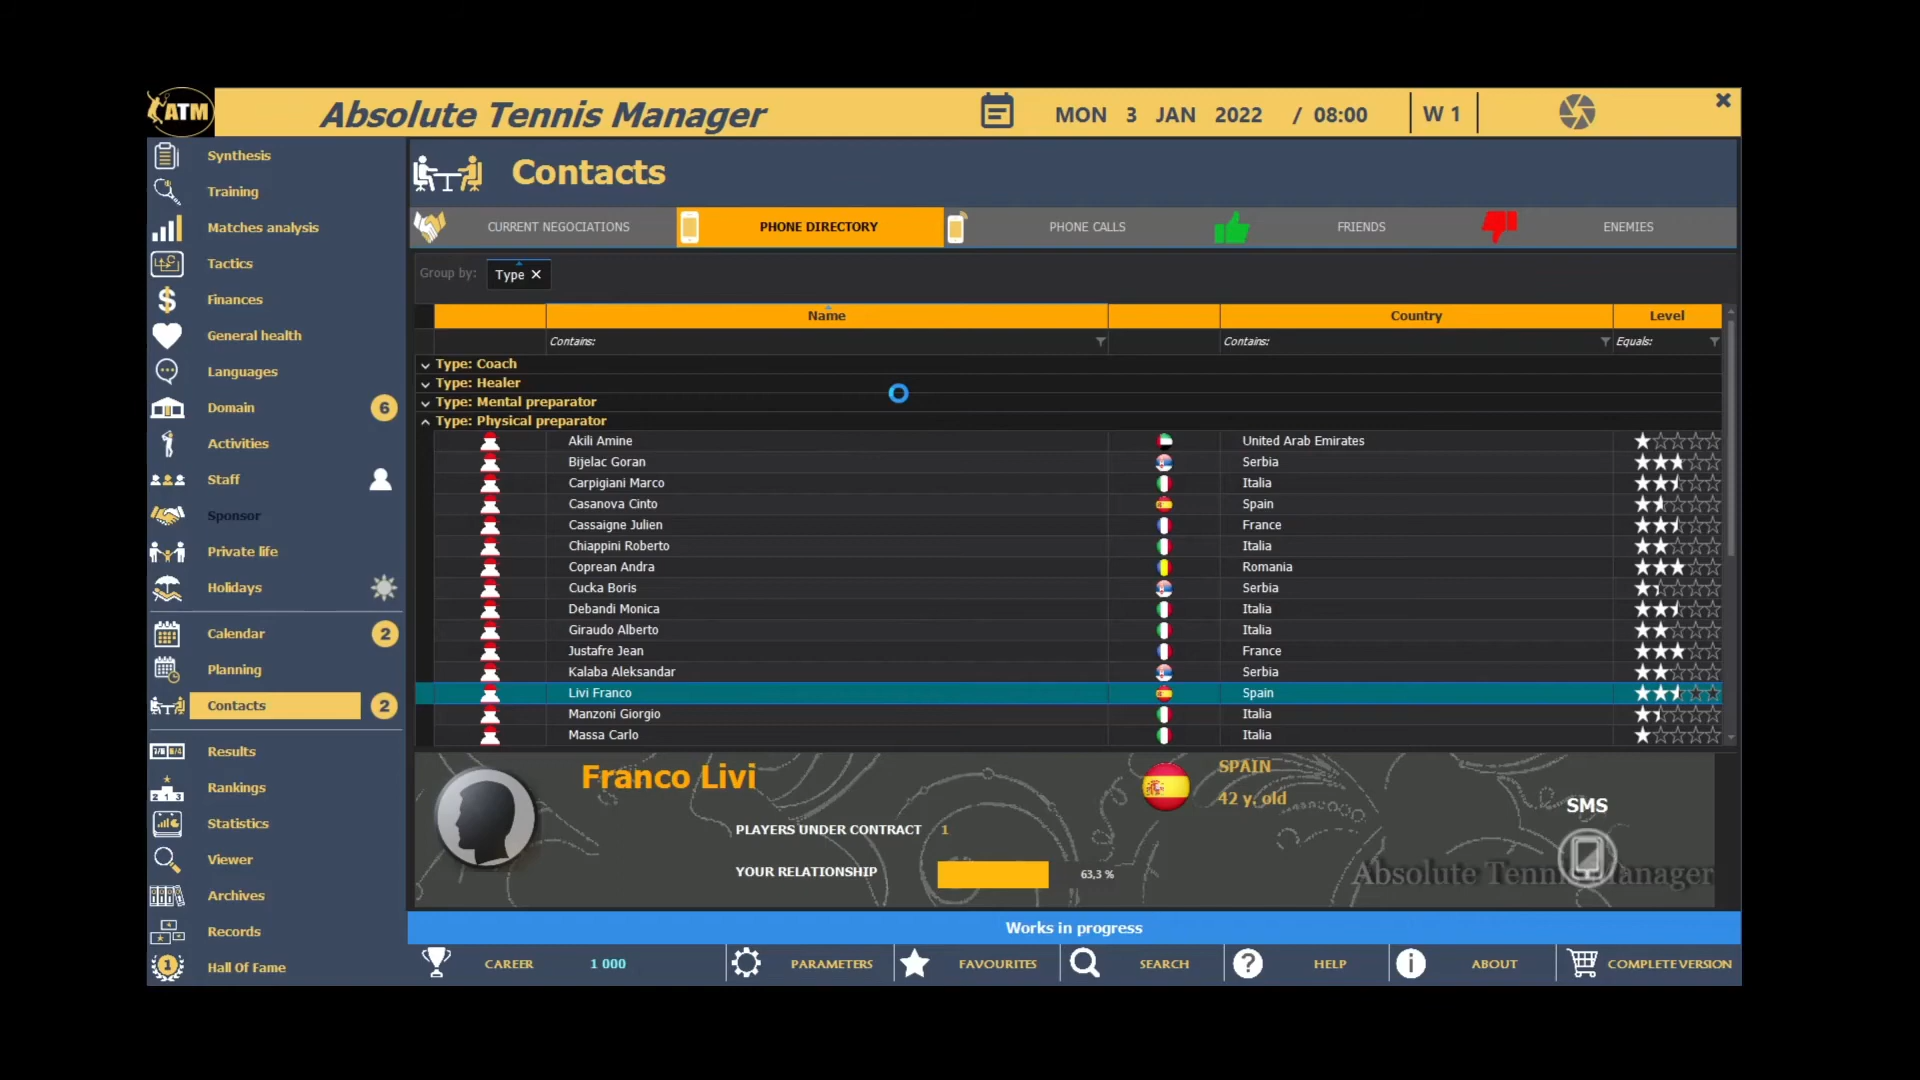 ATM
Absolute Tennis Manager
MON 3 JAN 2022 / 08:00
W 1
Synthesis
Training
Matches analysis
Tactics
Finances
General health
Languages
Domain 6
Activities
Staff
Sponsor
Private life
Holidays
Calendar 2
Planning
Contacts 2
Results
Rankings
Statistics
Viewer
Archives
Records
Hall Of Fame
Contacts
CURRENT NEGOCIATIONS PHONE DIRECTORY PHONE CALLS FRIENDS ENEMIES
Group by: Type
Name Country Level
Contains: Contains: Equals:
Type: Coach
Type: Healer
Type: Mental preparator
Type: Physical preparator
Akili Amine United Arab Emirates
Bijelac Goran Serbia
Carpigiani Marco Italia
Casanova Cinto Spain
Cassaigne Julien France
Chiappini Roberto Italia
Coprean Andra Romania
Cucka Boris Serbia
Debandi Monica Italia
Giraudo Alberto Italia
Justafre Jean France
Kalaba Aleksandar Serbia
Livi Franco Spain
Manzoni Giorgio Italia
Massa Carlo Italia
Franco Livi
SPAIN
42 y. old
PLAYERS UNDER CONTRACT 1
YOUR RELATIONSHIP 63,3 %
SMS
Absolute Tennis Manager
Works in progress
CAREER 1 000 PARAMETERS FAVOURITES SEARCH HELP ABOUT COMPLETE VERSION